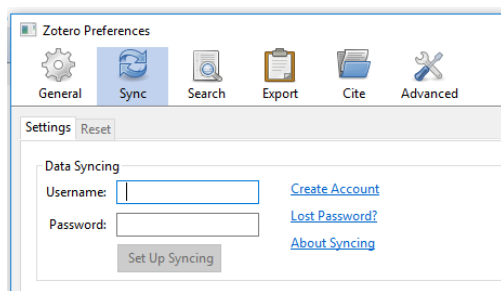 Zotero Preferences
General Sync Search Export Cite Advanced
Settings Reset
Data Syncing
Username: Create Account
Lost Password?
Password:
About Syncing
Set Up Syncing